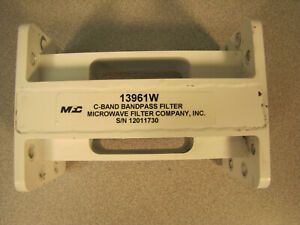 13961W
MFC C-BAND BANDPASS FILTER
MICROWAVE FILTER COMPANY, INC.
S/N 12011730